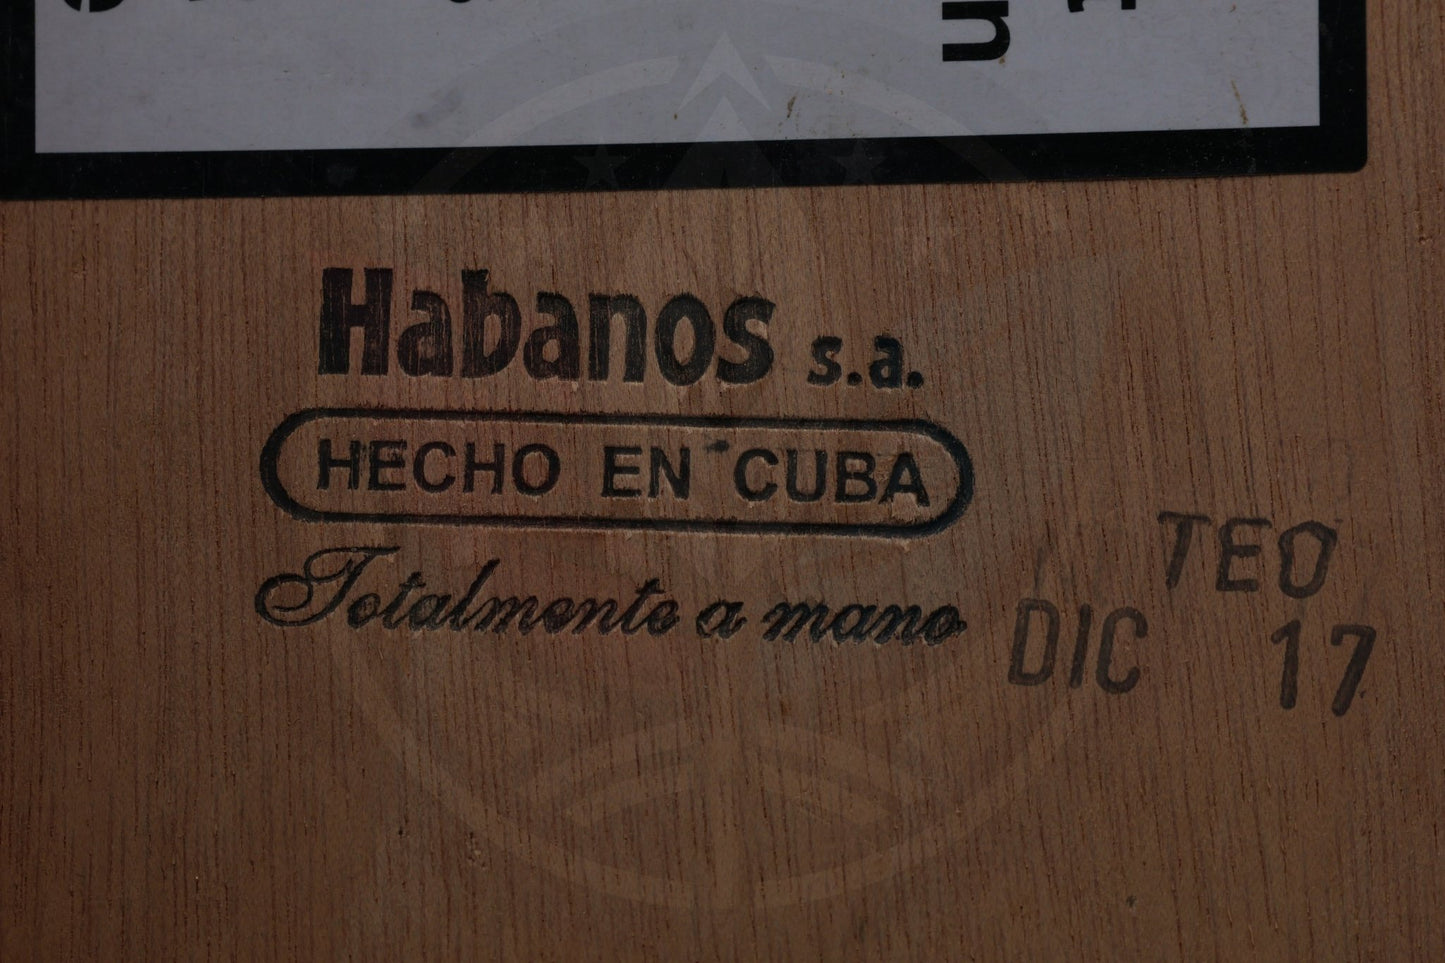 Habanos s.a.
HECHO EN CUBA
Totalmente a mano
TEO
DIC 17